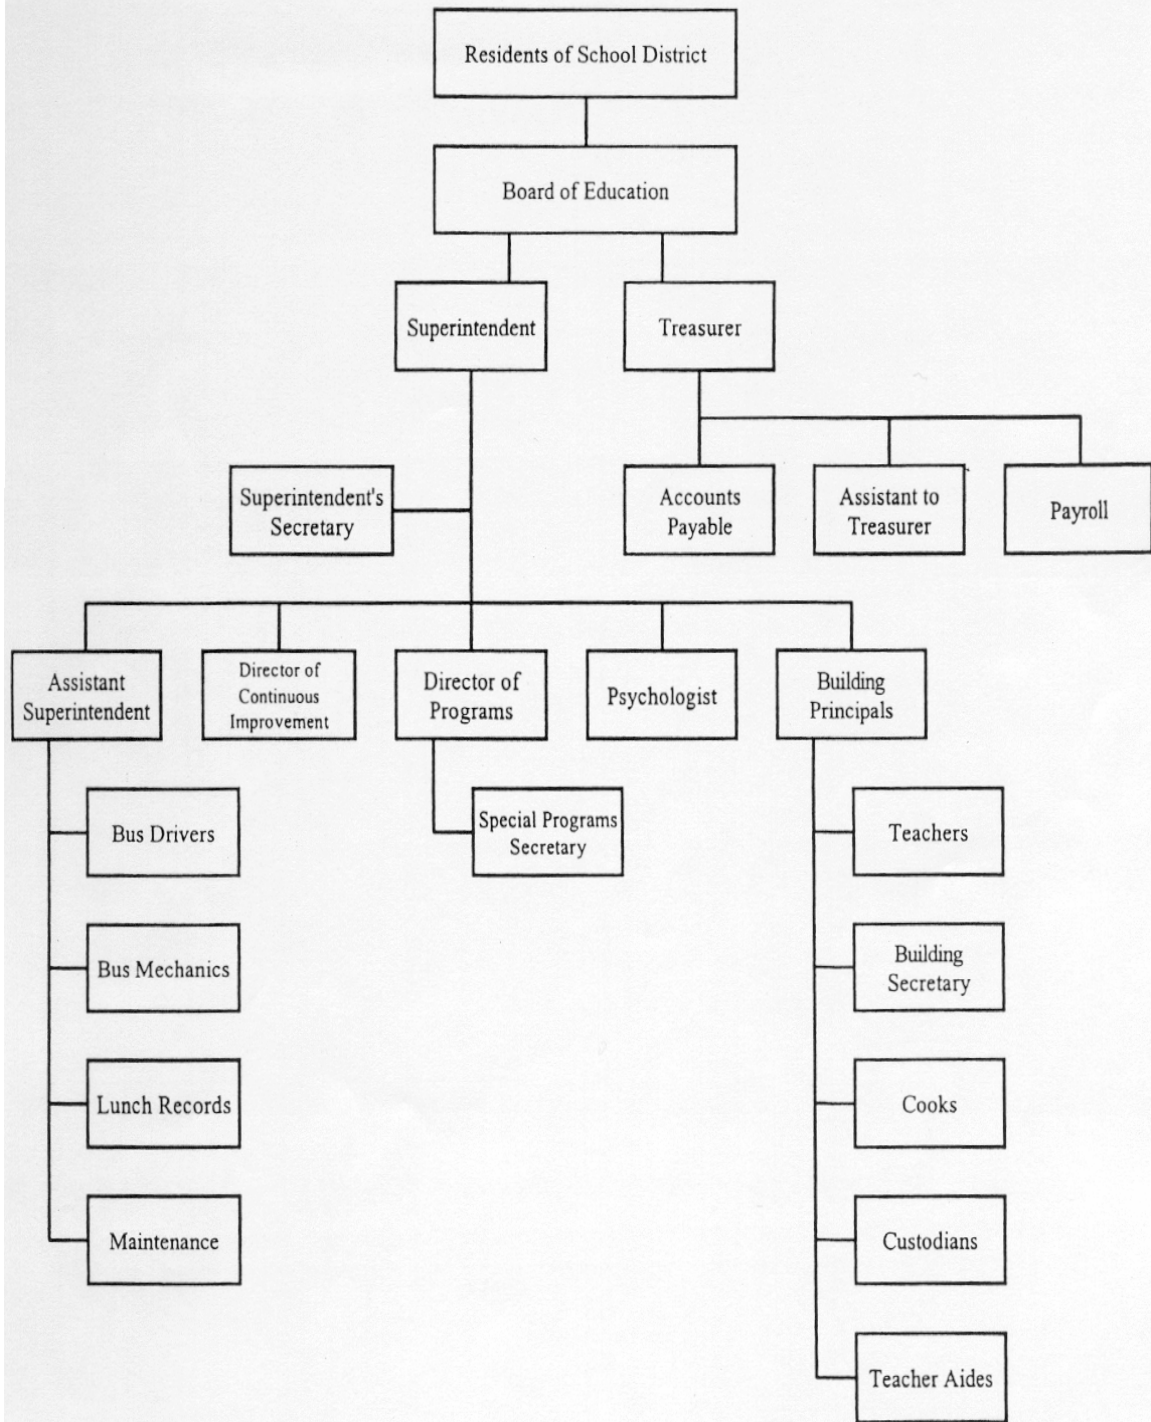 Residents of School District
Board of Education
Superintendent
Treasurer
Superintendent's
Secretary
Accounts
Payable
Assistant to
Treasurer
Payroll
Assistant
Superintendent
Director of
Continuous
Improvement
Director of
Programs
Psychologist
Building
Principals
Bus Drivers
Special Programs
Secretary
Teachers
Bus Mechanics
Building
Secretary
Lunch Records
Cooks
Maintenance
Custodians
Teacher Aides